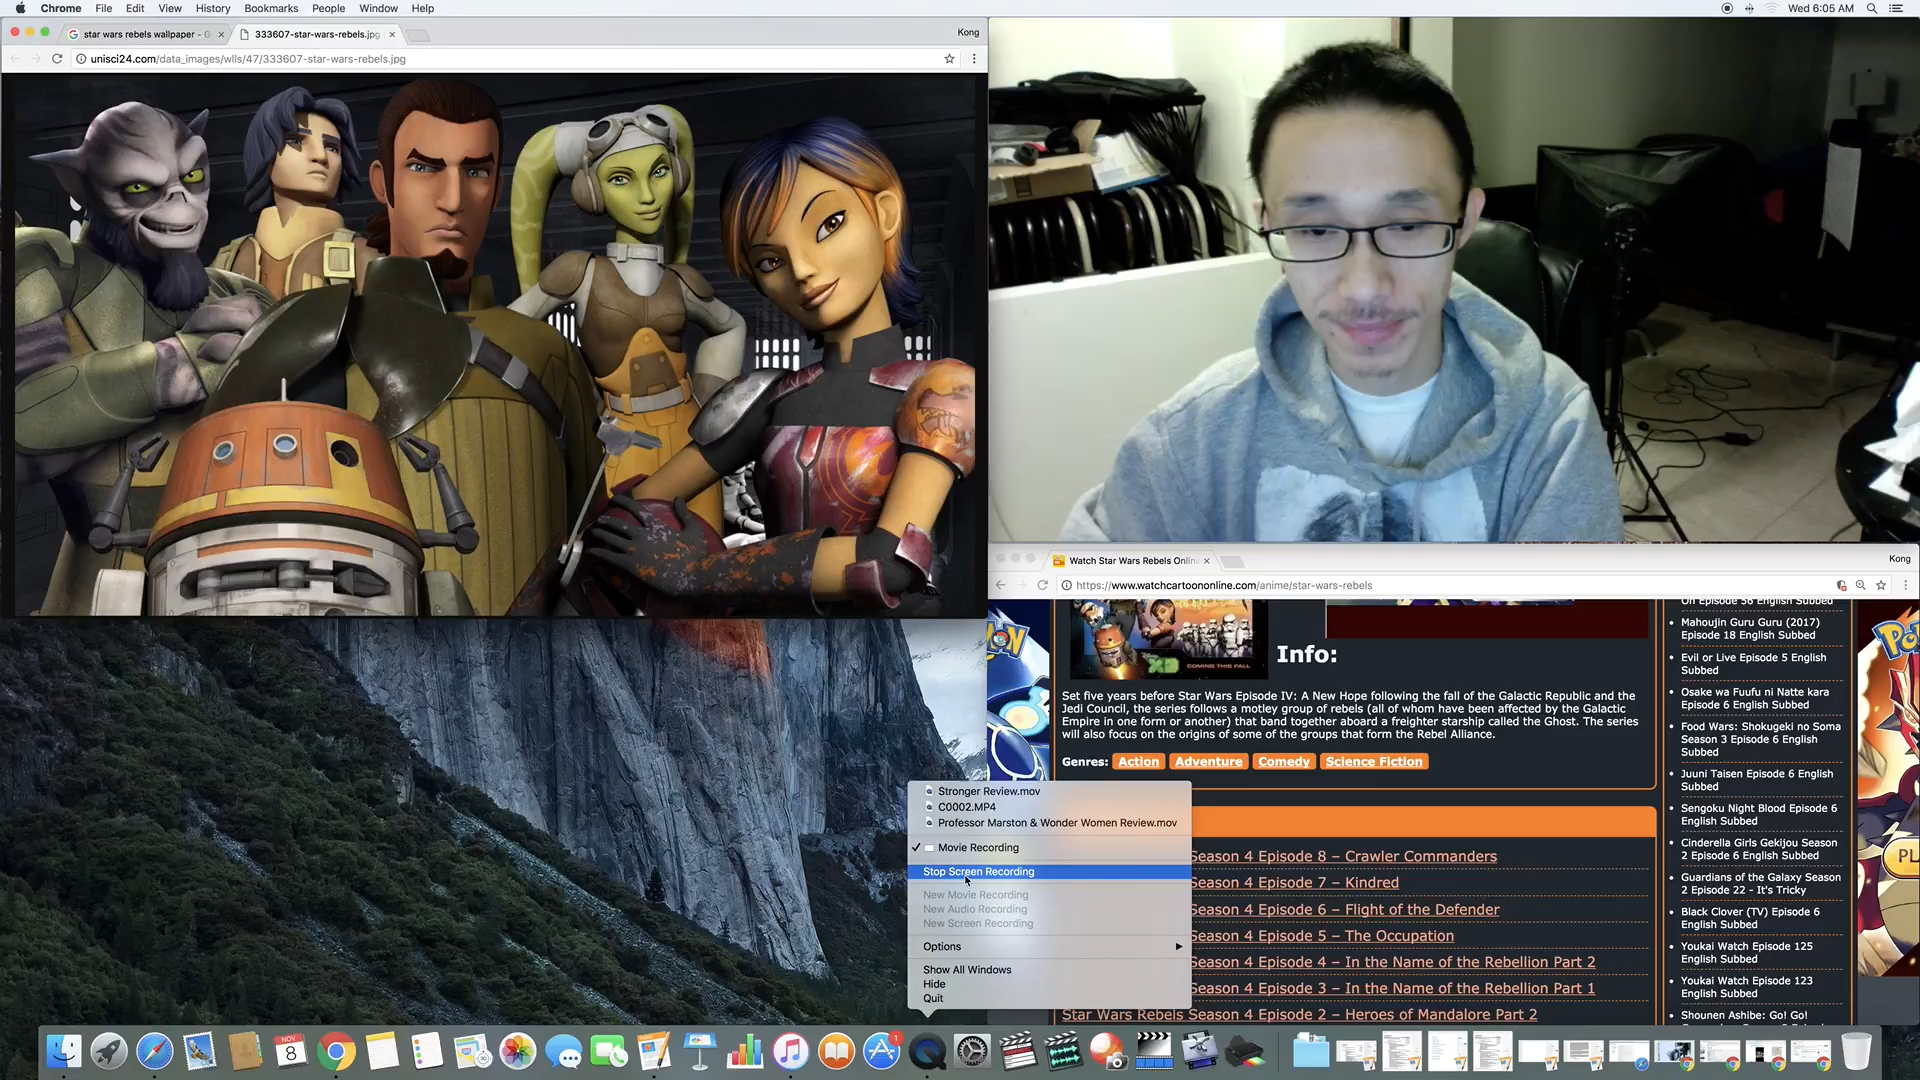 Chrome File Edit View History Bookmarks People Window Help
Wed 6:05 AM
star wars rebels wallpaper - G
333607-star-wars-rebels.jpg
Kong
unisci24.com/data_images/wlls/47/333607-star-wars-rebels.jpg
Watch Star Wars Rebels Onlin
Kong
https://www.watchcartoononline.com/anime/star-wars-rebels
XD COMING THIS FALL
Info:
Set five years before Star Wars Episode IV: A New Hope following the fall of the Galactic Republic and the
Jedi Council, the series follows a motley group of rebels (all of whom have been affected by the Galactic
Empire in one form or another) that band together aboard a freighter starship called the Ghost. The series
will also focus on the origins of some of the groups that form the Rebel Alliance.
Genres: Action Adventure Comedy Science Fiction
Season 4 Episode 8 – Crawler Commanders
Season 4 Episode 7 – Kindred
Season 4 Episode 6 – Flight of the Defender
Season 4 Episode 5 – The Occupation
Season 4 Episode 4 – In the Name of the Rebellion Part 2
Season 4 Episode 3 – In the Name of the Rebellion Part 1
Star Wars Rebels Season 4 Episode 2 – Heroes of Mandalore Part 2
On Episode 56 English
Subbed
Mahoujin Guru Guru (2017)
Episode 18 English Subbed
Evil or Live Episode 5 English
Subbed
Osake wa Fuufu ni Natte kara
Episode 6 English Subbed
Food Wars: Shokugeki no Soma
Season 3 Episode 6 English
Subbed
Juuni Taisen Episode 6 English
Subbed
Sengoku Night Blood Episode 6
English Subbed
Cinderella Girls Gekijou Season
2 Episode 6 English Subbed
Guardians of the Galaxy Season
2 Episode 22 - It's Tricky
Black Clover (TV) Episode 6
English Subbed
Youkai Watch Episode 125
English Subbed
Youkai Watch Episode 123
English Subbed
Shounen Ashibe: Go! Go!
Stronger Review.mov
C0002.MP4
Professor Marston & Wonder Women Review.mov
Movie Recording
Stop Screen Recording
New Movie Recording
New Audio Recording
New Screen Recording
Options
Show All Windows
Hide
Quit
NOV
8
1